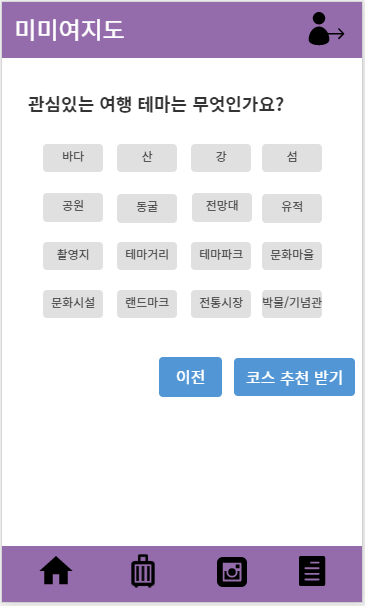 미미여지도
관심있는 여행 테마는 무엇인가요?
바다 산 강 섬
공원 동굴 전망대 유적
촬영지 테마거리 테마파크 문화마을
문화시설 랜드마크 전통시장 박물/기념관
이전 코스 추천 받기